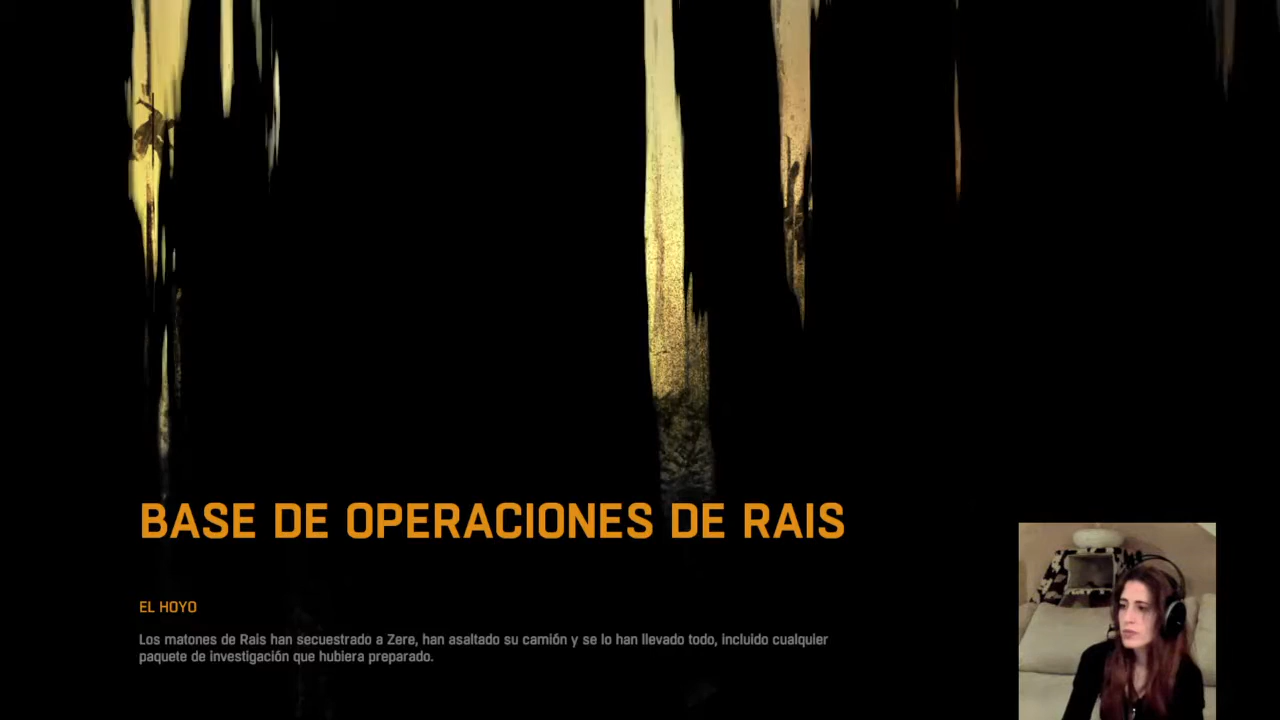 BASE DE OPERACIONES DE RAIS
EL HOYO
Los matones de Rais han secuestrado a Zere, han asaltado su camión y se lo han llevado todo, incluido cualquier
paquete de investigación que hubiera preparado.